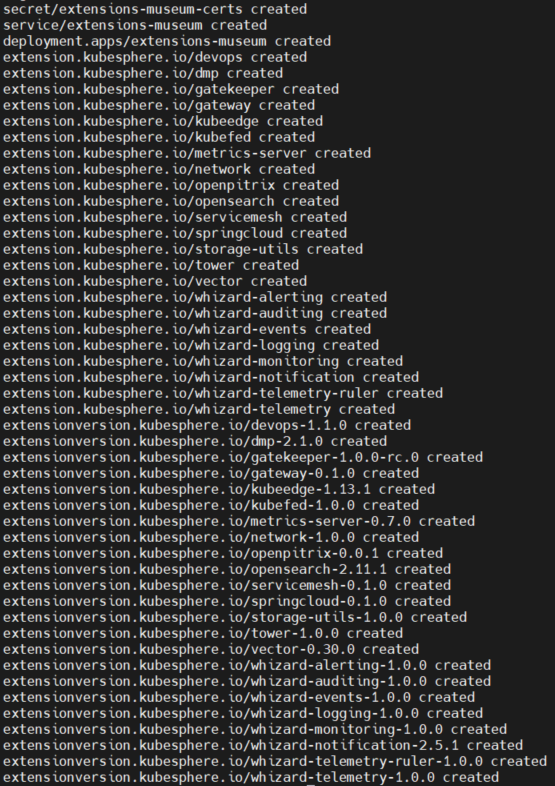 secret/extensions-museum-certs created
service/extensions-museum created
deployment.apps/extensions-museum created
extension.kubesphere.io/devops created
extension.kubesphere.io/dmp created
extension.kubesphere.io/gatekeeper created
extension.kubesphere.io/gateway created
extension.kubesphere.io/kubeedge created
extension.kubesphere.io/kubefed created
extension.kubesphere.io/metrics-server created
extension.kubesphere.io/network created
extension.kubesphere.io/openpitrix created
extension.kubesphere.io/opensearch created
extension.kubesphere.io/servicemesh created
extension.kubesphere.io/springcloud created
extension.kubesphere.io/storage-utils created
extension.kubesphere.io/tower created
extension.kubesphere.io/vector created
extension.kubesphere.io/whizard-alerting created
extension.kubesphere.io/whizard-auditing created
extension.kubesphere.io/whizard-events created
extension.kubesphere.io/whizard-logging created
extension.kubesphere.io/whizard-monitoring created
extension.kubesphere.io/whizard-notification created
extension.kubesphere.io/whizard-telemetry-ruler created
extension.kubesphere.io/whizard-telemetry created
extensionversion.kubesphere.io/devops-1.1.0 created
extensionversion.kubesphere.io/dmp-2.1.0 created
extensionversion.kubesphere.io/gatekeeper-1.0.0-rc.0 created
extensionversion.kubesphere.io/gateway-0.1.0 created
extensionversion.kubesphere.io/kubeedge-1.13.1 created
extensionversion.kubesphere.io/kubefed-1.0.0 created
extensionversion.kubesphere.io/metrics-server-0.7.0 created
extensionversion.kubesphere.io/network-1.0.0 created
extensionversion.kubesphere.io/openpitrix-0.0.1 created
extensionversion.kubesphere.io/opensearch-2.11.1 created
extensionversion.kubesphere.io/servicemesh-0.1.0 created
extensionversion.kubesphere.io/springcloud-0.1.0 created
extensionversion.kubesphere.io/storage-utils-1.0.0 created
extensionversion.kubesphere.io/tower-1.0.0 created
extensionversion.kubesphere.io/vector-0.30.0 created
extensionversion.kubesphere.io/whizard-alerting-1.0.0 created
extensionversion.kubesphere.io/whizard-auditing-1.0.0 created
extensionversion.kubesphere.io/whizard-events-1.0.0 created
extensionversion.kubesphere.io/whizard-logging-1.0.0 created
extensionversion.kubesphere.io/whizard-monitoring-1.0.0 created
extensionversion.kubesphere.io/whizard-notification-2.5.1 created
extensionversion.kubesphere.io/whizard-telemetry-ruler-1.0.0 created
extensionversion.kubesphere.io/whizard-telemetry-1.0.0 created